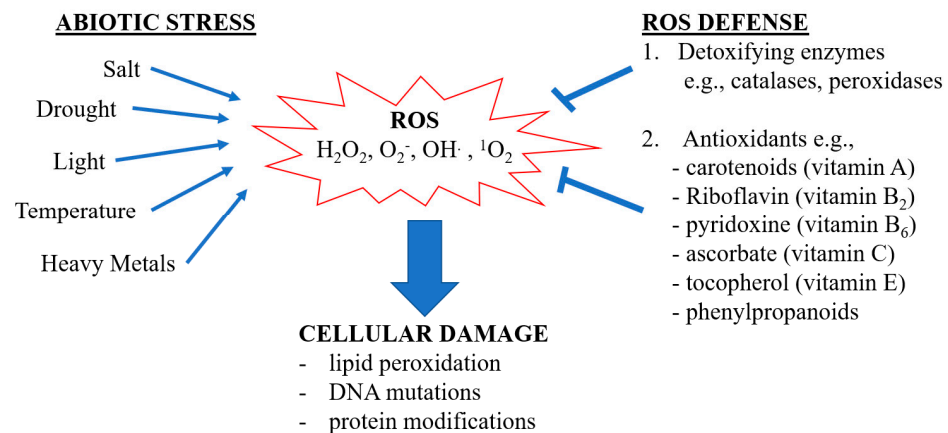 ABIOTIC STRESS
Salt
Drought
Light
Temperature
Heavy Metals
ROS
H₂O₂, O₂⁻, OH· , ¹O₂
CELLULAR DAMAGE
- lipid peroxidation
- DNA mutations
- protein modifications
ROS DEFENSE
1. Detoxifying enzymes
e.g., catalases, peroxidases
2. Antioxidants e.g.,
- carotenoids (vitamin A)
- Riboflavin (vitamin B₂)
- pyridoxine (vitamin B₆)
- ascorbate (vitamin C)
- tocopherol (vitamin E)
- phenylpropanoids